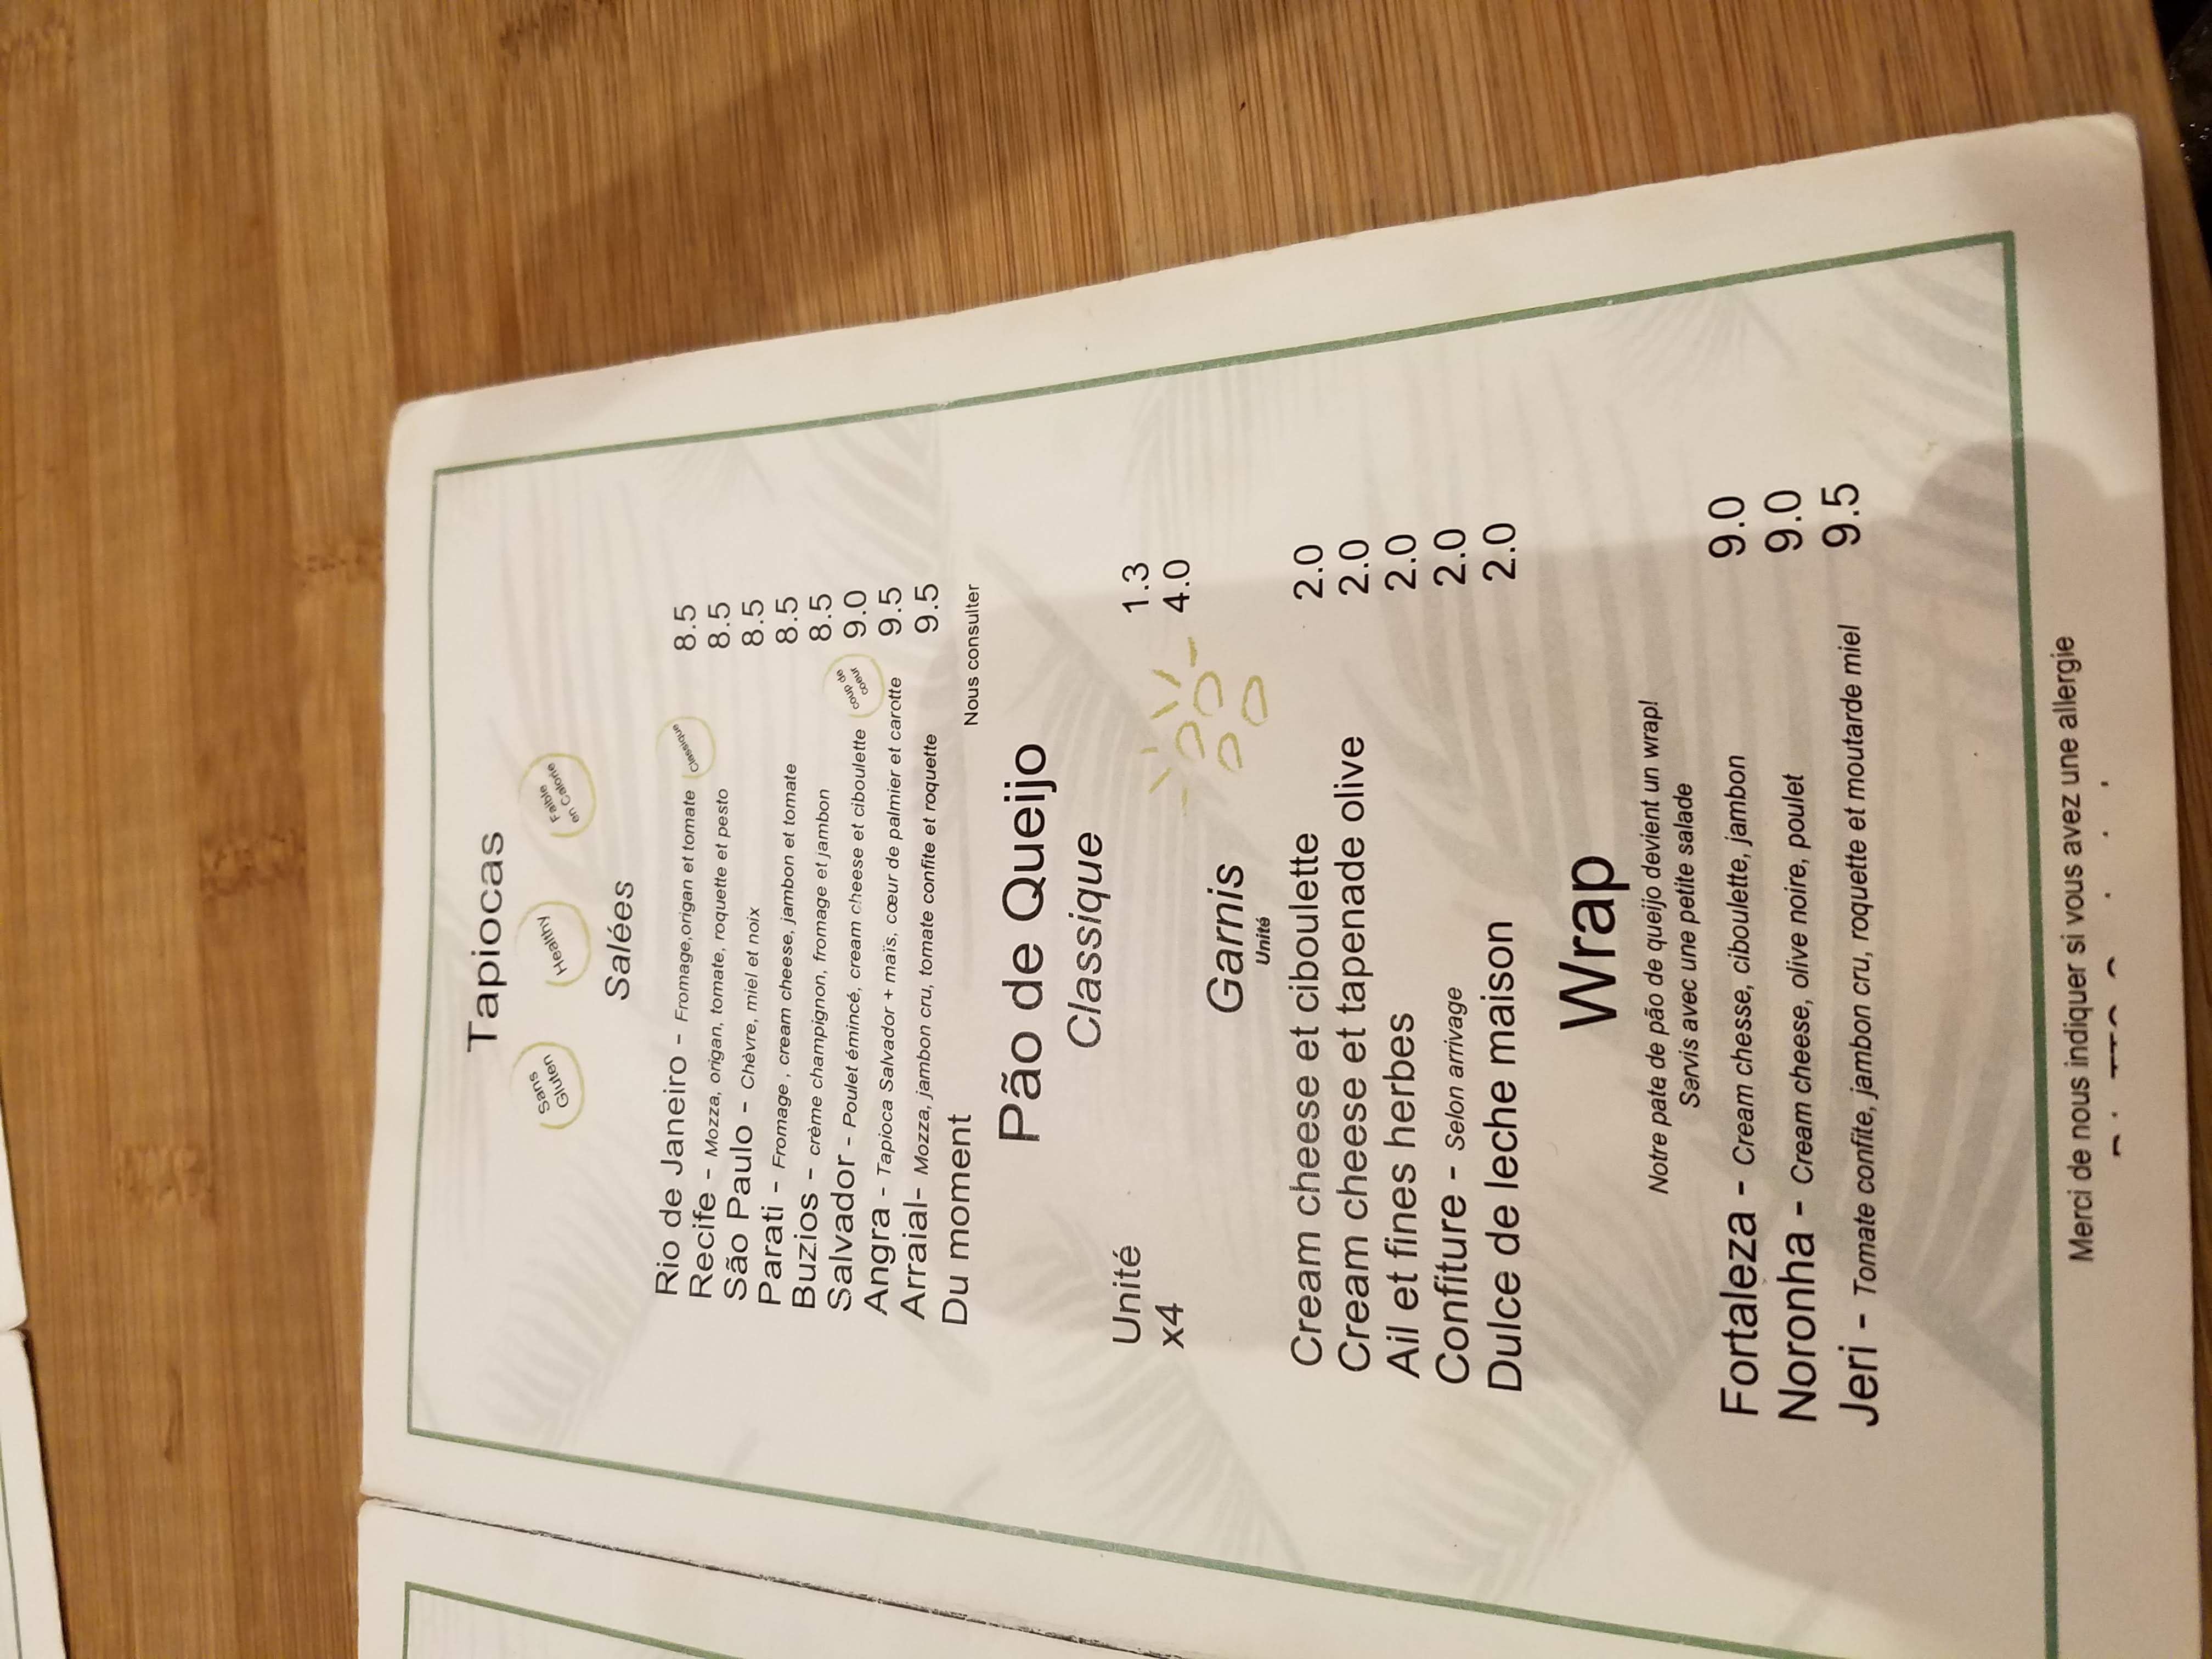 Tapiocas
Sans
Gluten
Healthy
Faible
en Calorie
Salées
Rio de Janeiro - Fromage,origan et tomate Classique 8.5
Recife - Mozza, origan, tomate, roquette et pesto 8.5
São Paulo - Chèvre, miel et noix 8.5
Parati - Fromage , cream cheese, jambon et tomate 8.5
Buzios - crème champignon, fromage et jambon 8.5
Salvador - Poulet émincé, cream cheese et ciboulette coup de coeur 9.0
Angra - Tapioca Salvador + maïs, cœur de palmier et carotte 9.5
Arraial- Mozza, jambon cru, tomate confite et roquette 9.5
Du moment Nous consulter
Pão de Queijo
Classique
Unité 1.3
x4 4.0
Garnis
Unité
Cream cheese et ciboulette 2.0
Cream cheese et tapenade olive 2.0
Ail et fines herbes 2.0
Confiture - Selon arrivage 2.0
Dulce de leche maison 2.0
Wrap
Notre pate de pão de queijo devient un wrap!
Sarvis avec une petite salade
Fortaleza - Cream chesse, ciboulette, jambon 9.0
Noronha - Cream cheese, olive noire, poulet 9.0
Jeri - Tomate confite, jambon cru, roquette et moutarde miel 9.5
Merci de nous indiquer si vous avez une allergie